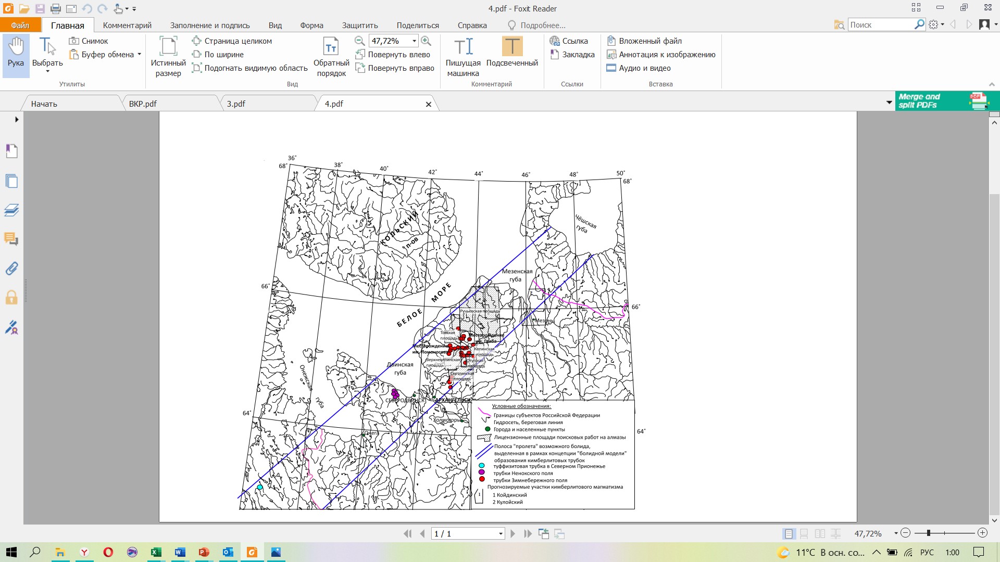 4.pdf - Foxit Reader
Файл
Главная
Комментарий
Заполнение и подпись
Вид
Форма
Защитить
Поделиться
Справка
Подробнее...
Поиск
Рука
Выбрать
Снимок
Буфер обмена
Утилиты
Истинный
размер
Страница целиком
По ширине
Подогнать видимую область
Обратный
порядок
47,72%
Повернуть влево
Повернуть вправо
Вид
Пишущая
машинка
Подсвеченный
Комментарий
Ссылка
Закладка
Ссылки
Вложенный файл
Аннотация к изображению
Аудио и видео
Вставка
Начать
ВКР.pdf
3.pdf
4.pdf
Merge and
split PDFs
PDF
36°
68°
38°
40°
42°
44°
46°
48°
50°
68°
КОЛЬСКИЙ
п-ов
Чёшская
губа
Мезенская
губа
66°
БЕЛОЕ МОРЕ
2
66°
Ручьевская площадь
Мезень
Товская
площадь
Месторождение
им. Гриба
Месторождение
им. Ломоносова
Кепинская
площадь
Верхнекепинская
площадь
Отугская
площадь
Светлинская
площадь
Двинская
губа
Онежская
губа
СЕВЕРОДВИНСК
АРХАНГЕЛЬСК
64°
Холмогоры
Онега
64°
Условные обозначения:
Границы субъектов Российской Федерации
Гидросеть, береговая линия
Города и населенные пункты
Лицензионные площади поисковых работ на алмазы
Полоса "пролета" возможного болида,
выделенная в рамках концепции "болидной модели"
образования кимберлитовых трубок
туффизитовая трубка в Северном Прионежье
трубки Ненокского поля
трубки Зимнебережного поля
Прогнозируемые участки кимберлитового магматизма
1
1 Койдинский
2 Кулойский
1 / 1
47,72%
11°C В осн. со...
РУС
1:00